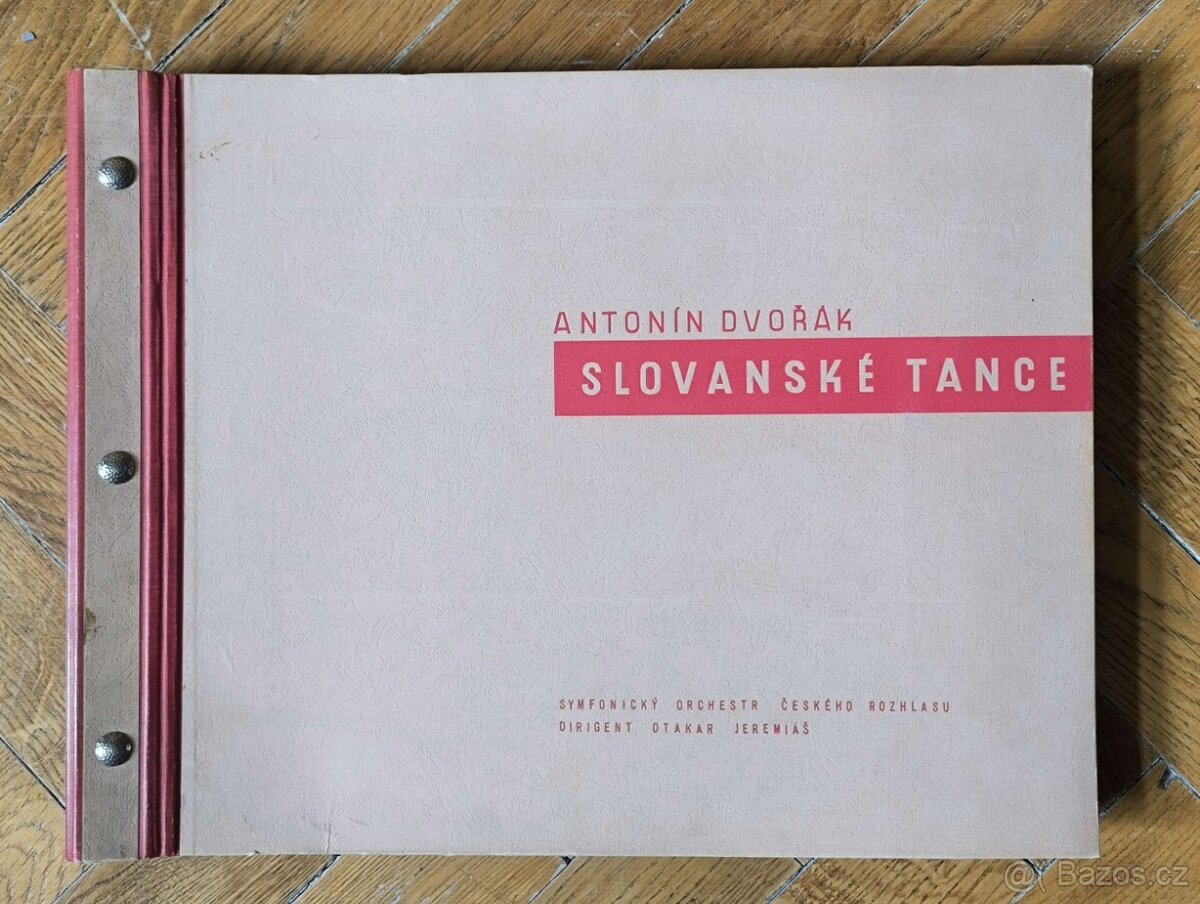 ANTONÍN DVOŘÁK
SLOVANSKÉ TANCE
SYMFONICKÝ ORCHESTR ČESKÉHO ROZHLASU
DIRIGENT OTAKAR JEREMIÁŠ
@( Bazos.cz